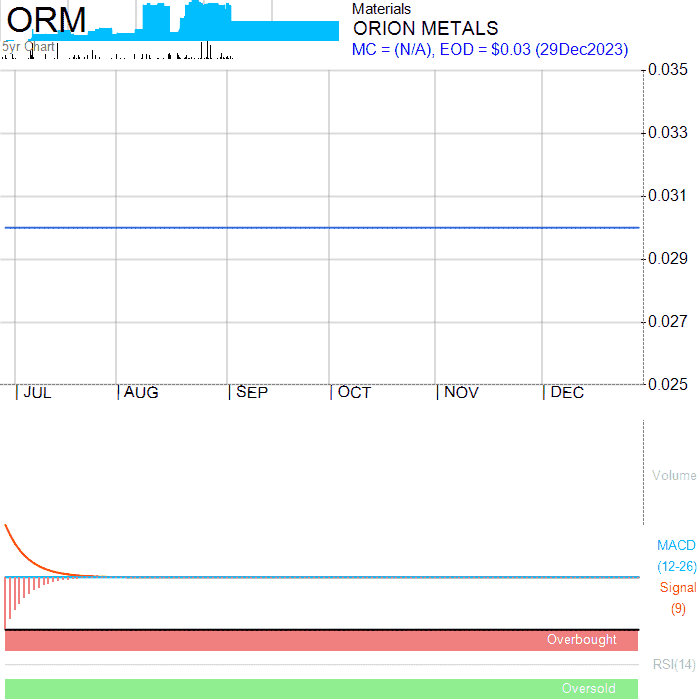 ORM
5yr Chart
Materials
ORION METALS
MC = (N/A), EOD = $0.03 (29Dec2023)
0.035
0.033
0.031
0.029
0.027
0.025
JUL AUG SEP OCT NOV DEC
Volume
MACD
(12-26)
Signal
(9)
Overbought
RSI(14)
Oversold